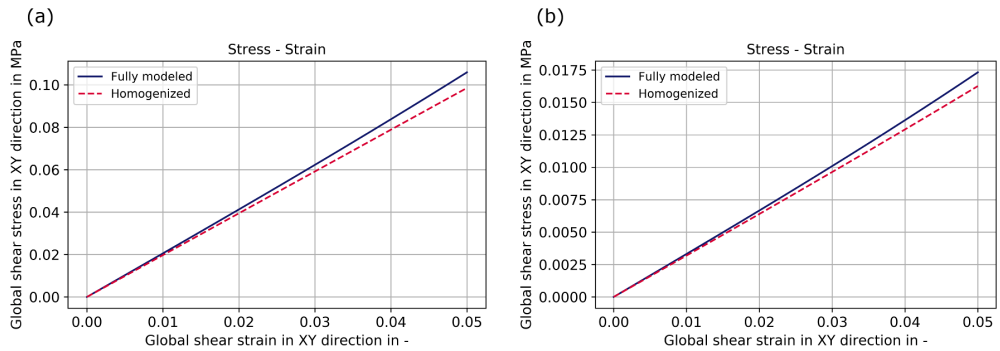 (a)
Stress - Strain
Global shear stress in XY direction in MPa
0.10
0.08
0.06
0.04
0.02
0.00
Fully modeled
Homogenized
0.00 0.01 0.02 0.03 0.04 0.05
Global shear strain in XY direction in -
(b)
Stress - Strain
Global shear stress in XY direction in MPa
0.0175
0.0150
0.0125
0.0100
0.0075
0.0050
0.0025
0.0000
Fully modeled
Homogenized
0.00 0.01 0.02 0.03 0.04 0.05
Global shear strain in XY direction in -